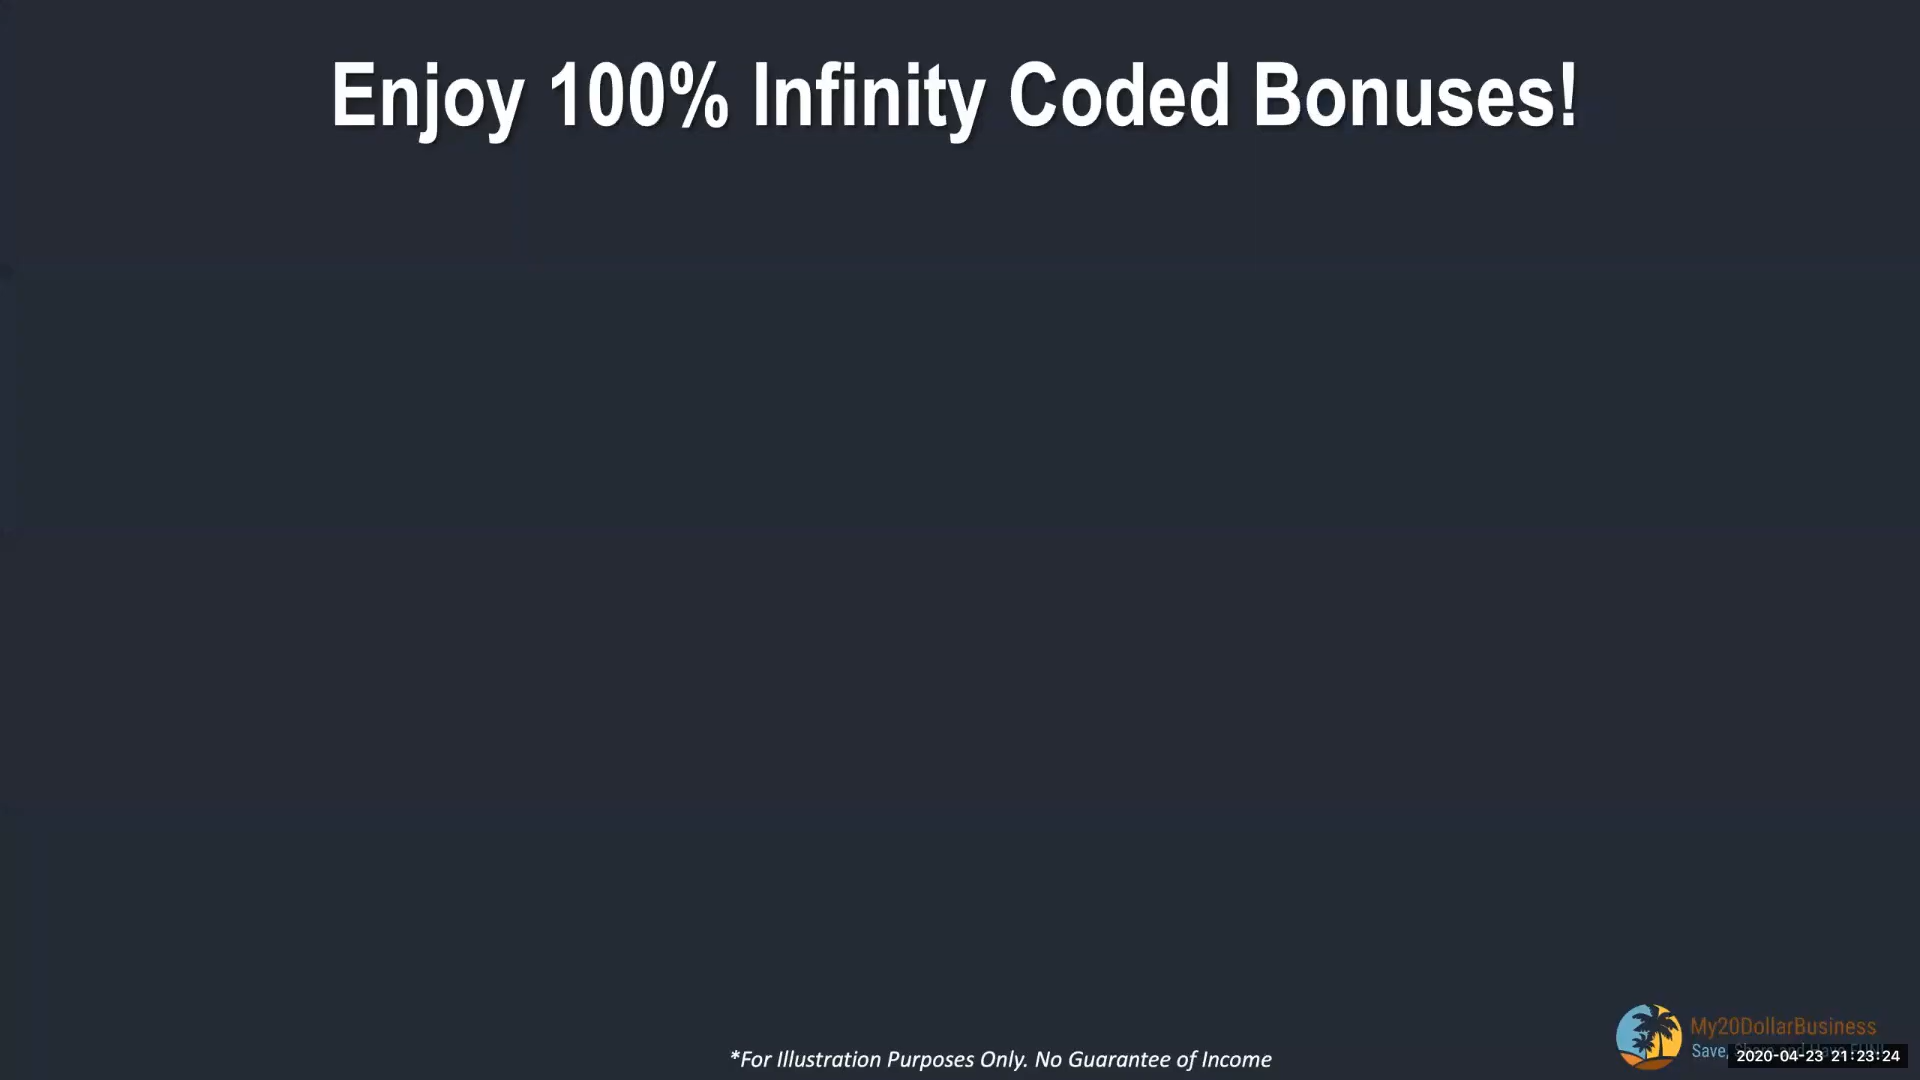 Enjoy 100% Infinity Coded Bonuses!
My20DollarBusiness
Save,
2020-04-23 21:23:24
*For Illustration Purposes Only. No Guarantee of Income